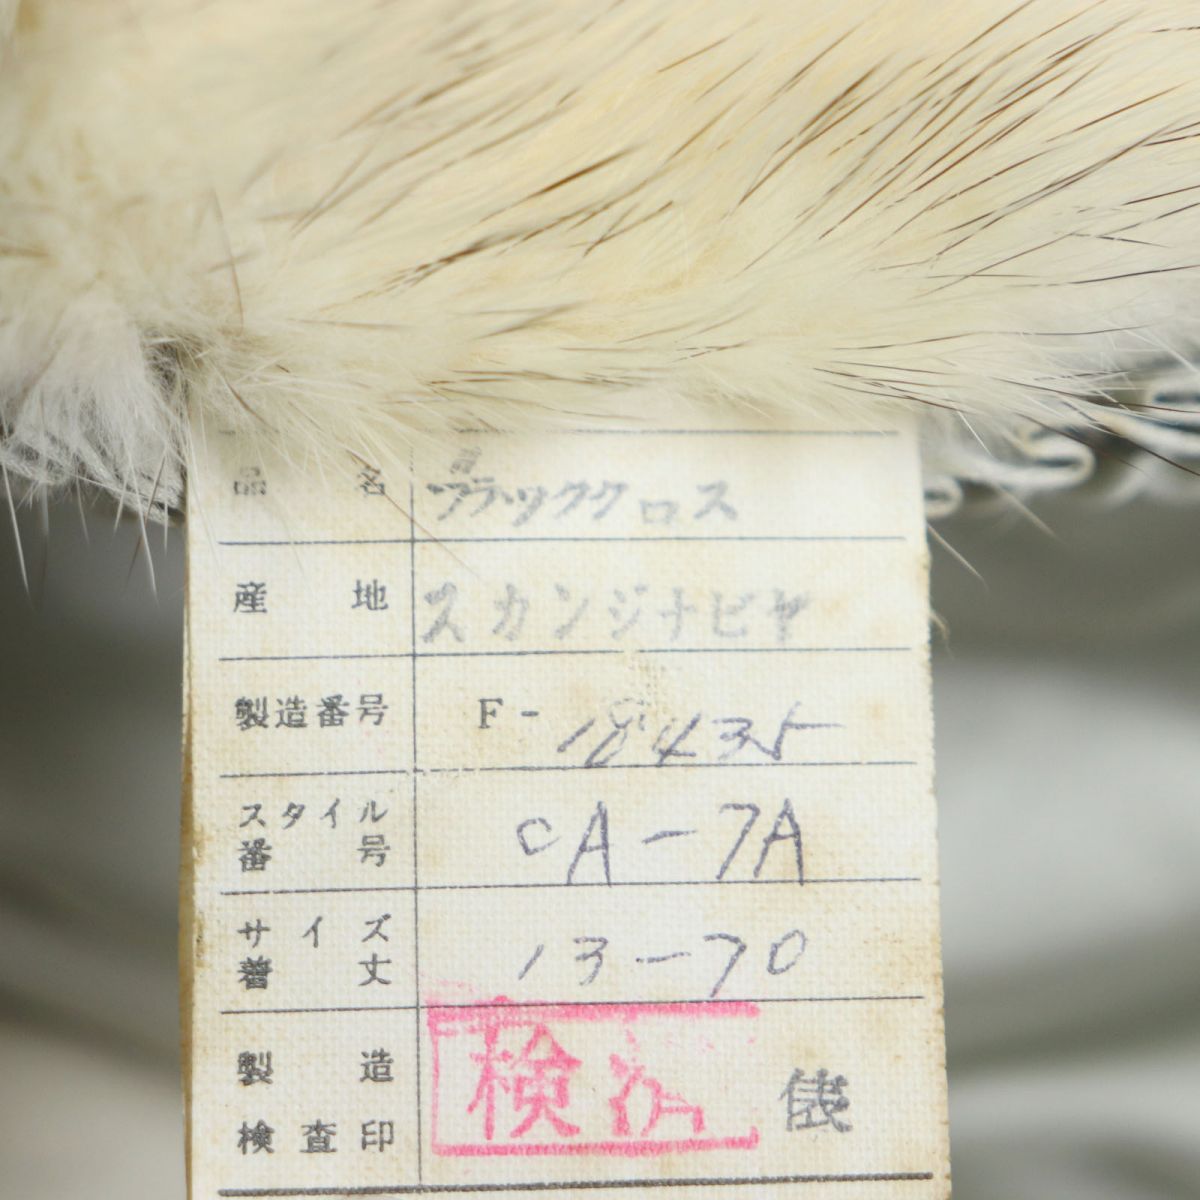 品名 ブラッククロス
産地 スカンジナビヤ
製造番号 F-18435
スタイル番号 CA-7A
サイズ着丈 13-70
製造検査印 検済